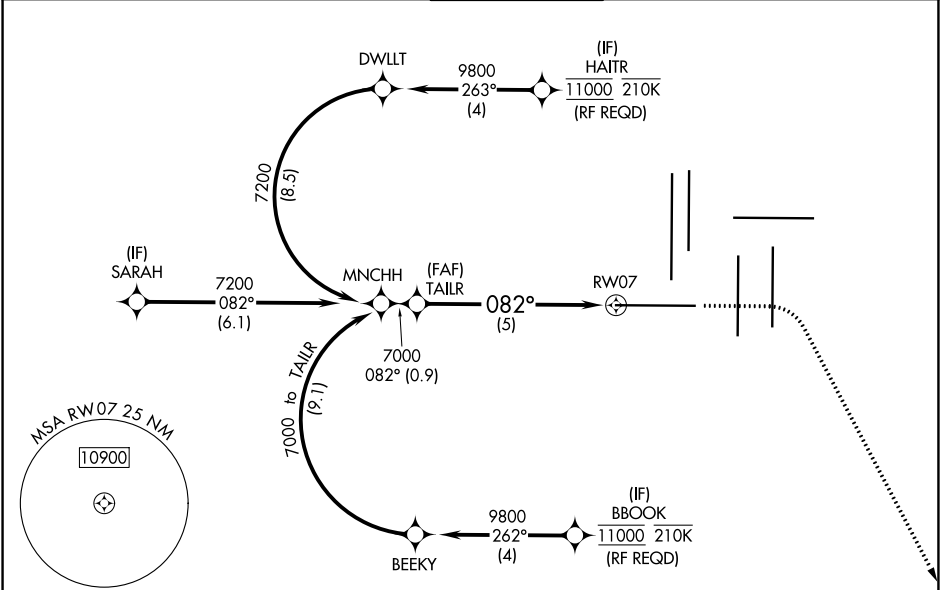 DWLLT
9800
263°
(4)
(IF)
HAITR
11000 210K
(RF REQD)
7200
(8.5)
(IF)
SARAH
7200
082°
(6.1)
MNCHH
(FAF)
TAILR
082°
(5)
RW07
7000
082° (0.9)
7000 to TAILR
(9.1)
MSA RW07 25 NM
10900
BEEKY
9800
262°
(4)
(IF)
BBOOK
11000 210K
(RF REQD)